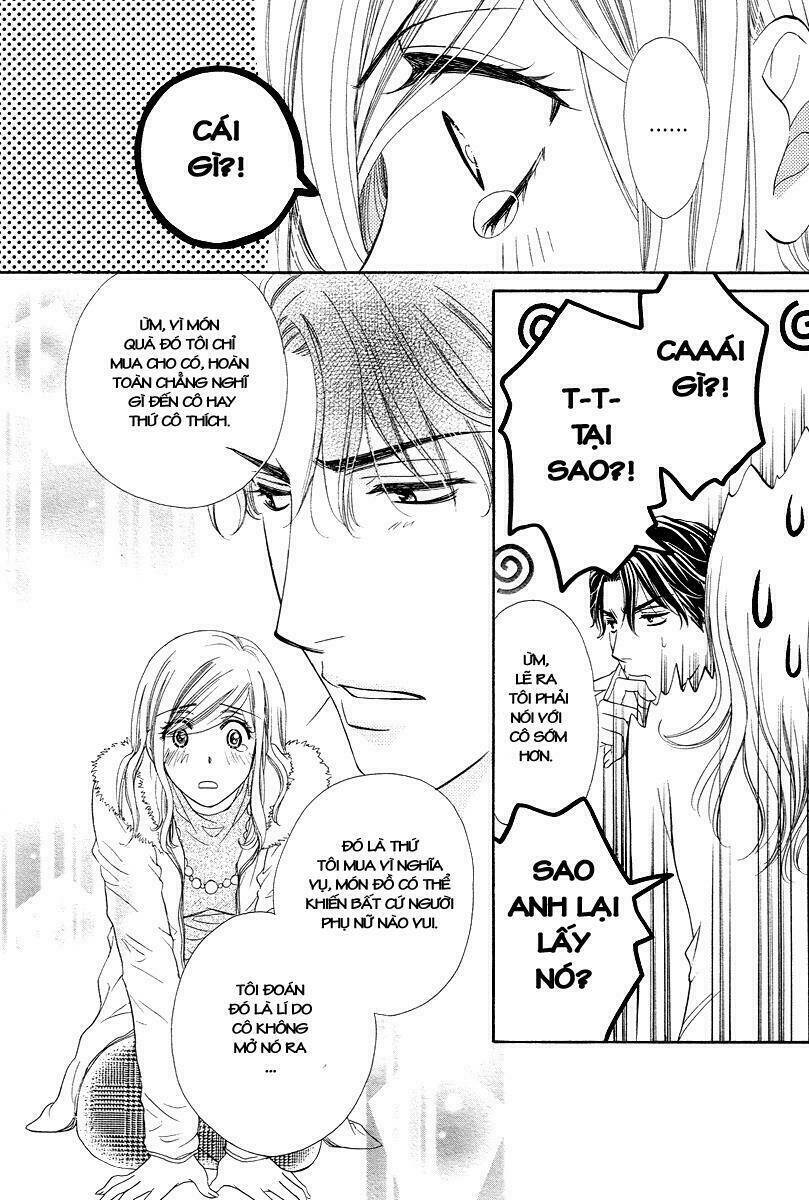 ......
CÁI
GÌ?!
CAAÁI
GÌ?!
T-T-
TẠI
SAO?!
ỪM,
LẼ RA
TÔI PHẢI
NÓI VỚI
CÔ SỚM
HƠN.
SAO
ANH LẠI
LẤY
NÓ?
ỪM, VÌ MÓN
QUÀ ĐÓ TÔI CHỈ
MUA CHO CÓ, HOÀN
TOÀN CHẲNG NGHĨ
GÌ ĐẾN CÔ HAY
THỨ CÔ THÍCH.
ĐÓ LÀ THỨ
TÔI MUA VÌ NGHĨA
VỤ, MÓN ĐỒ CÓ THỂ
KHIẾN BẤT CỨ NGƯỜI
PHỤ NỮ NÀO VUI.
TÔI ĐOÁN
ĐÓ LÀ LÍ DO
CÔ KHÔNG
MỞ NÓ RA
...